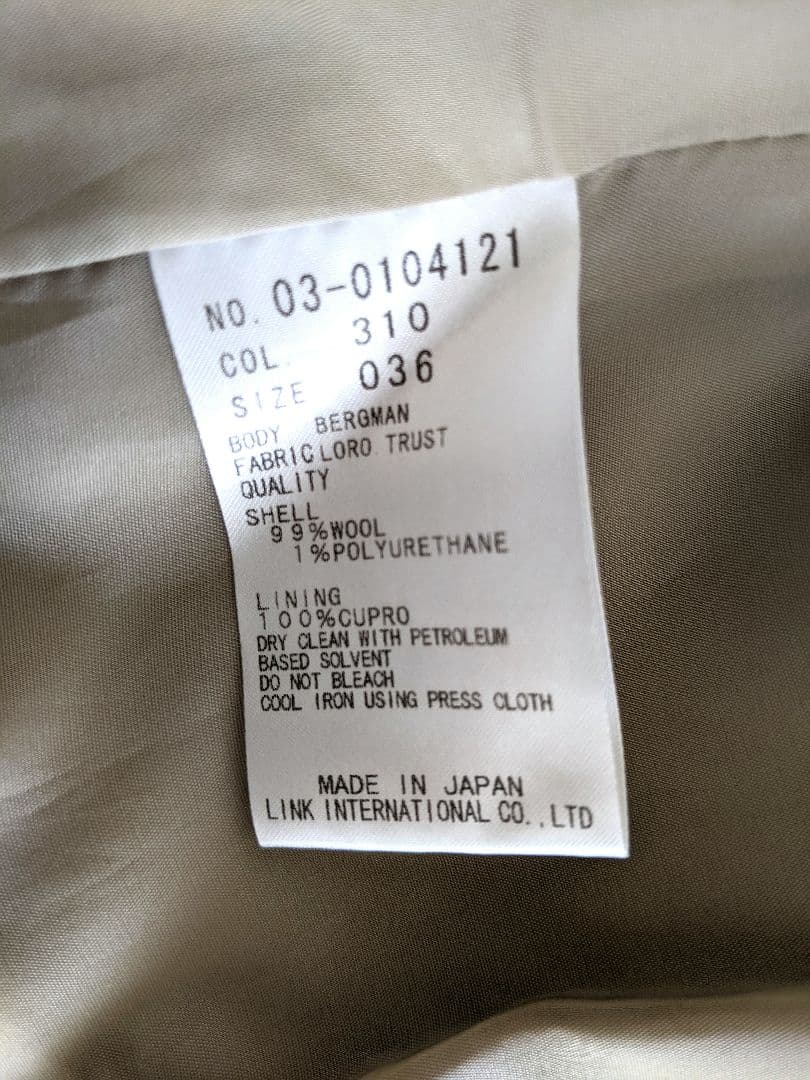 NO. 03-0104121
COL. 310
SIZE 036
BODY BERGMAN
FABRIC LORO TRUST
QUALITY
SHELL
99%WOOL
1%POLYURETHANE
LINING
100%CUPRO
DRY CLEAN WITH PETROLEUM
BASED SOLVENT
DO NOT BLEACH
COOL IRON USING PRESS CLOTH
MADE IN JAPAN
LINK INTERNATIONAL CO.,LTD